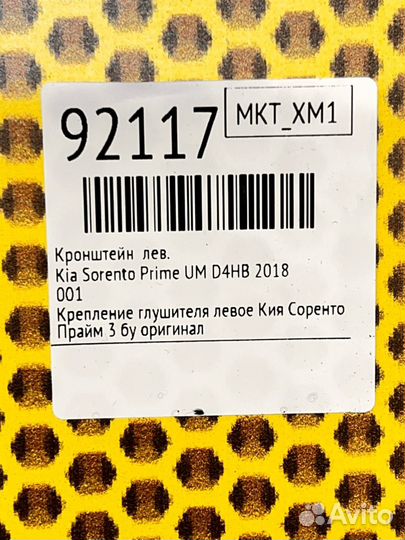 92117
MKT_XM1
Кронштейн лев.
Kia Sorento Prime UM D4HB 2018
001
Крепление глушителя левое Кия Соренто
Прайм 3 бу оригинал
Avito